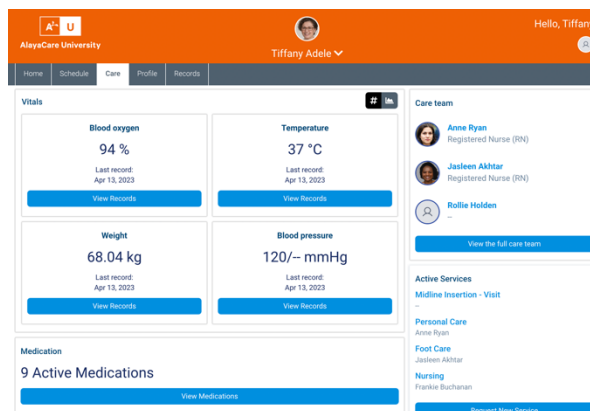 A+ U
AlayaCare University
Hello, Tiffany
Tiffany Adele
Home Schedule Care Profile Records
Vitals
#
Blood oxygen
94 %
Last record:
Apr 13, 2023
View Records
Temperature
37 °C
Last record:
Apr 13, 2023
View Records
Weight
68.04 kg
Last record:
Apr 13, 2023
View Records
Blood pressure
120/-- mmHg
Last record:
Apr 13, 2023
View Records
Medication
9 Active Medications
View Medications
Care team
Anne Ryan
Registered Nurse (RN)
Jasleen Akhtar
Registered Nurse (RN)
Rollie Holden
--
View the full care team
Active Services
Midline Insertion - Visit
--
Personal Care
Anne Ryan
Foot Care
Jasleen Akhtar
Nursing
Frankie Buchanan
Request New Service